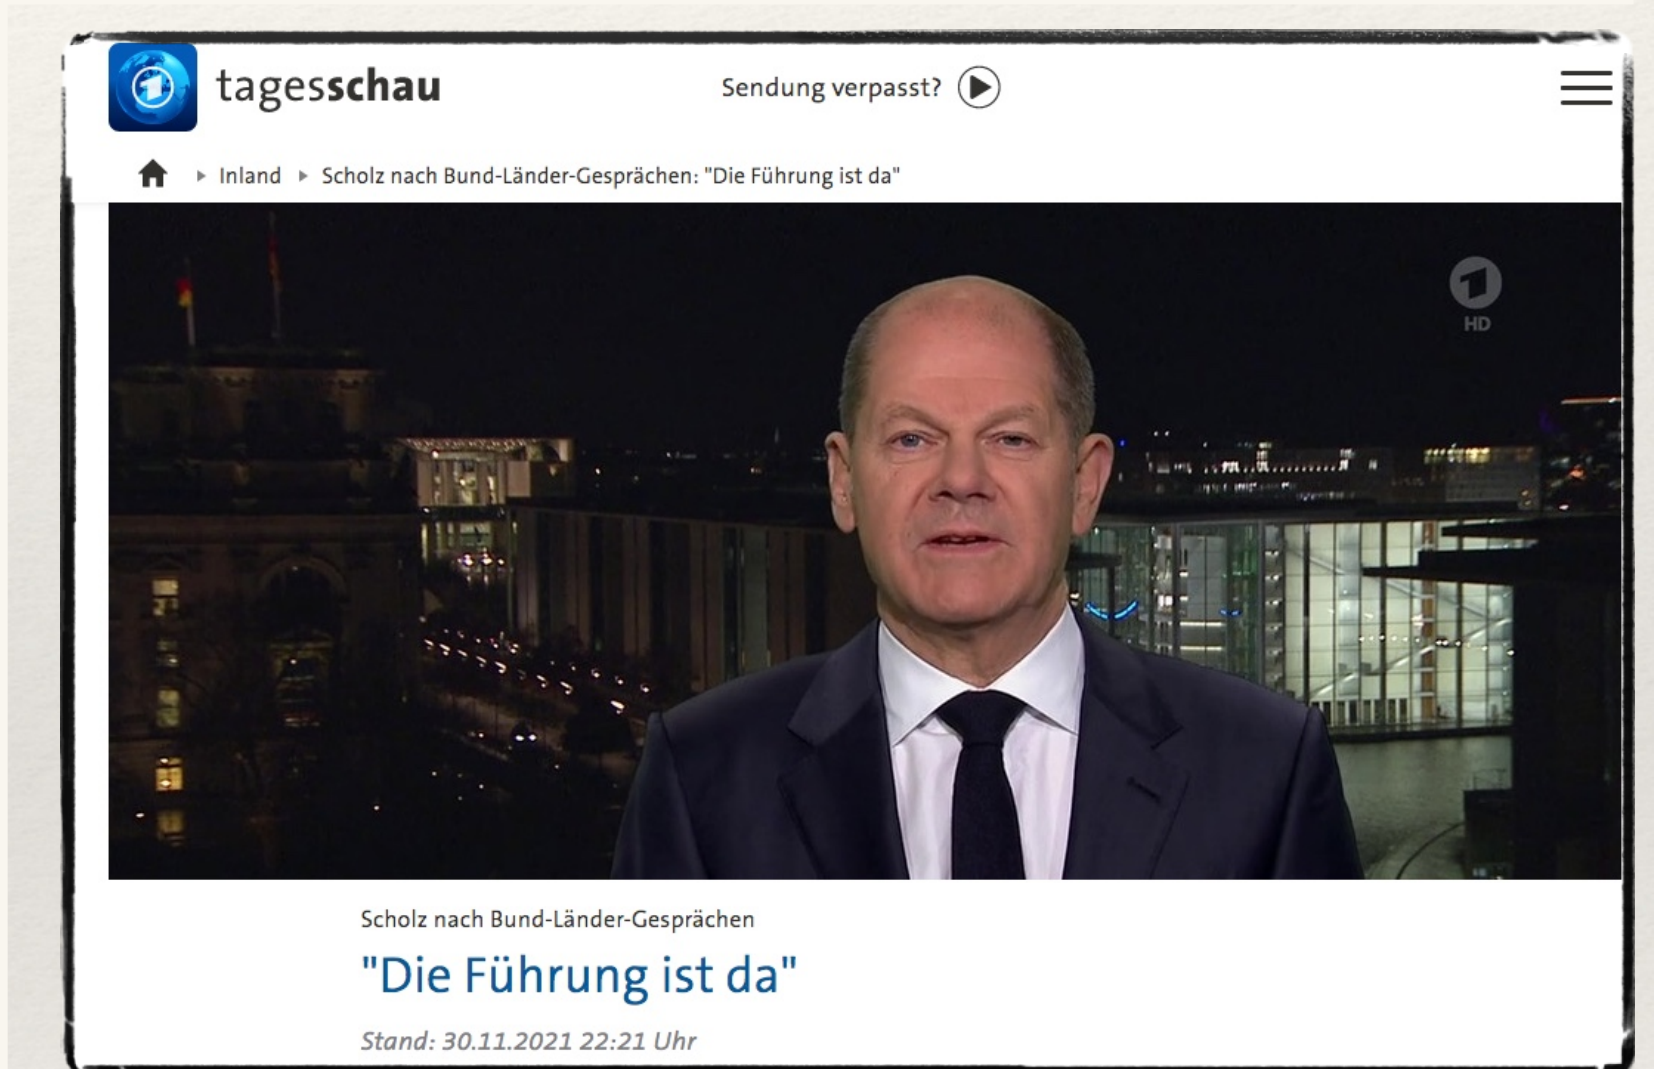 tagesschau
Sendung verpasst?
Inland
Scholz nach Bund-Länder-Gesprächen: "Die Führung ist da"
1
HD
Scholz nach Bund-Länder-Gesprächen
"Die Führung ist da"
Stand: 30.11.2021 22:21 Uhr